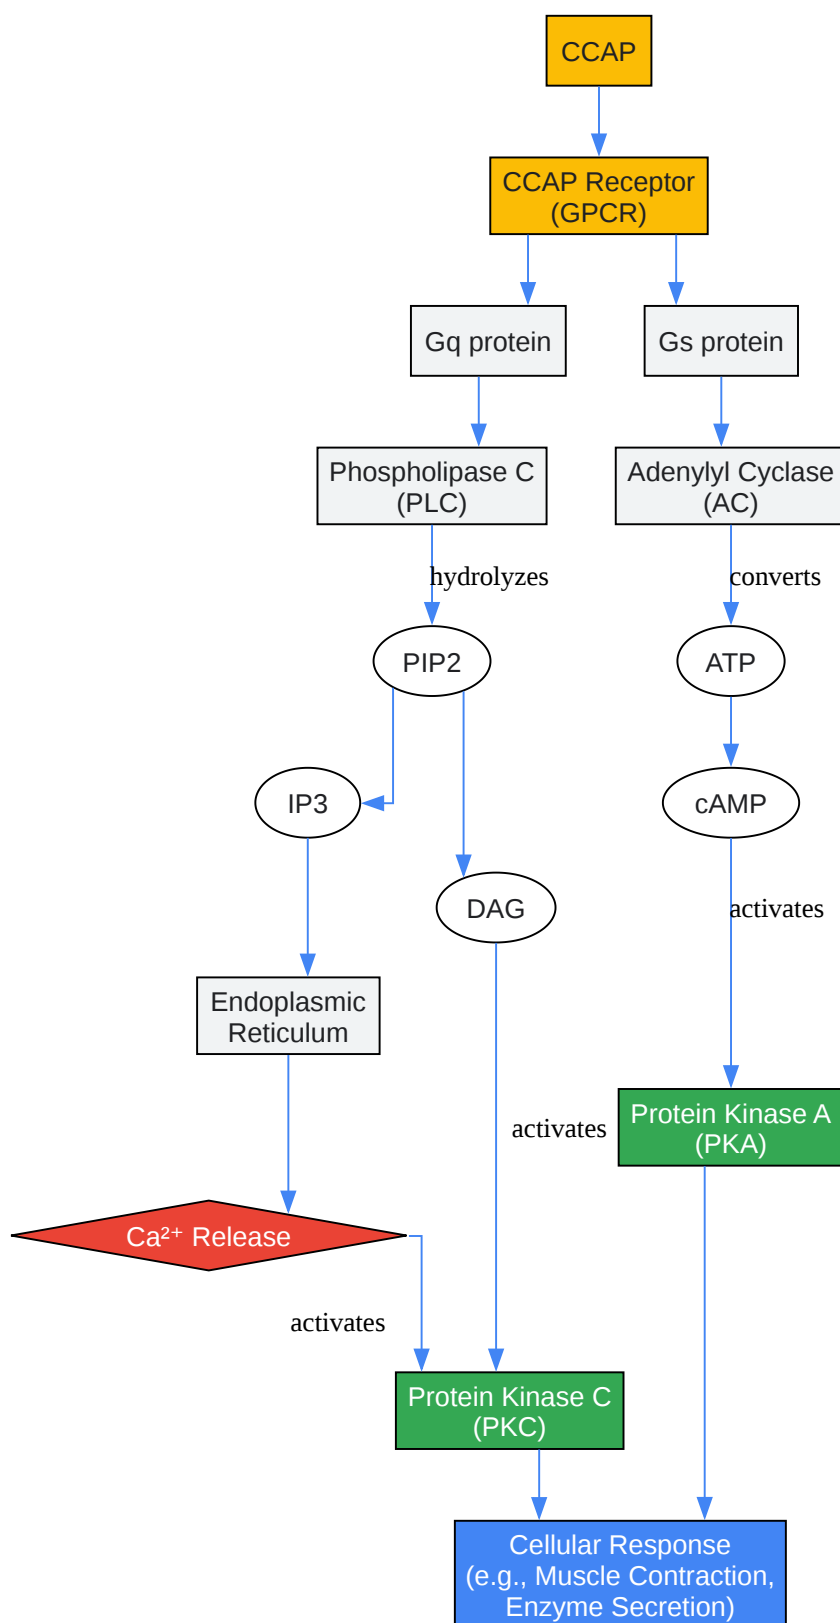 CCAP
CCAP Receptor
(GPCR)
Gq protein
Gs protein
Phospholipase C
(PLC)
Adenylyl Cyclase
(AC)
hydrolyzes
converts
PIP2
ATP
IP3
cAMP
DAG
activates
Endoplasmic
Reticulum
Protein Kinase A
(PKA)
activates
Ca²⁺ Release
activates
Protein Kinase C
(PKC)
Cellular Response
(e.g., Muscle Contraction,
Enzyme Secretion)